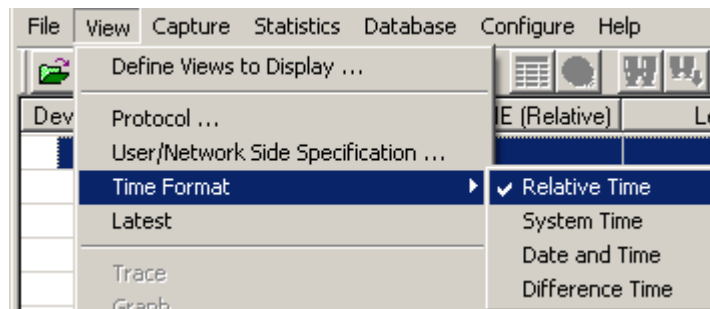 File View Capture Statistics Database Configure Help
Define Views to Display ...
Dev IE (Relative)
Protocol ...
User/Network Side Specification ...
Time Format Relative Time
Latest System Time
Date and Time
Trace
Difference Time
Graph